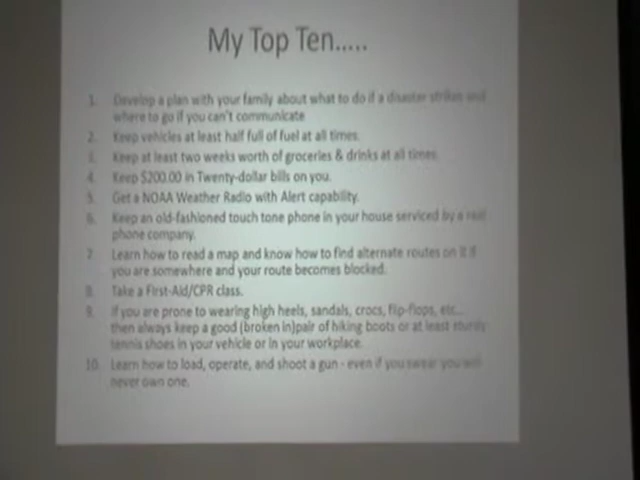 My Top Ten.....
1. Develop a plan with your family about what to do if a disaster strikes and
where to go if you can't communicate
2. Keep vehicles at least half full of fuel at all times.
3. Keep at least two weeks worth of groceries & drinks at all times.
4. Keep $200.00 in Twenty-dollar bills on you.
5. Get a NOAA Weather Radio with Alert capability.
6. Keep an old-fashioned touch tone phone in your house serviced by a real
phone company.
7. Learn how to read a map and know how to find alternate routes on it if
you are somewhere and your route becomes blocked.
8. Take a First-Aid/CPR class.
9. If you are prone to wearing high heels, sandals, crocs, flip-flops, etc...
then always keep a good (broken in)pair of hiking boots or at least sturdy
tennis shoes in your vehicle or in your workplace.
10. Learn how to load, operate, and shoot a gun - even if you swear you will
never own one.